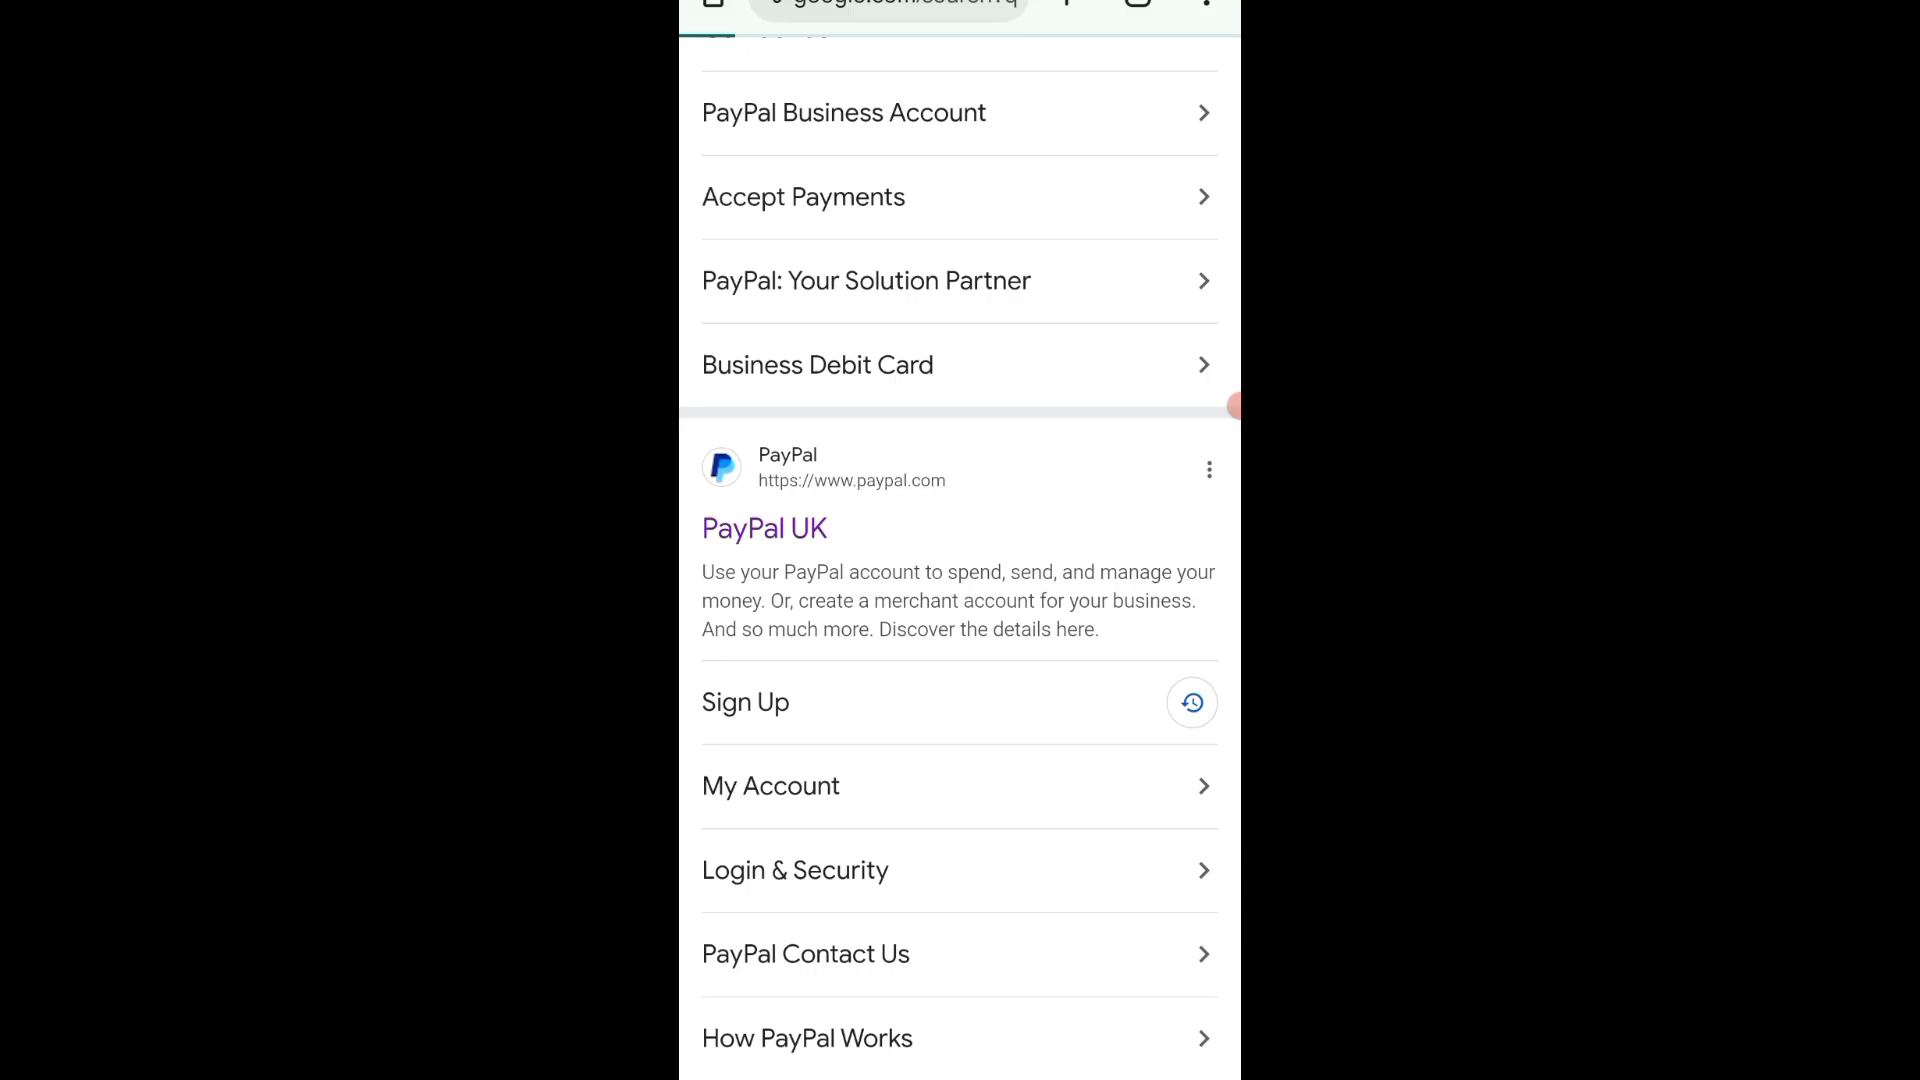 PayPal Business Account
Accept Payments
PayPal: Your Solution Partner
Business Debit Card
PayPal
https://www.paypal.com
PayPal UK
Use your PayPal account to spend, send, and manage your
money. Or, create a merchant account for your business.
And so much more. Discover the details here.
Sign Up
My Account
Login & Security
PayPal Contact Us
How PayPal Works